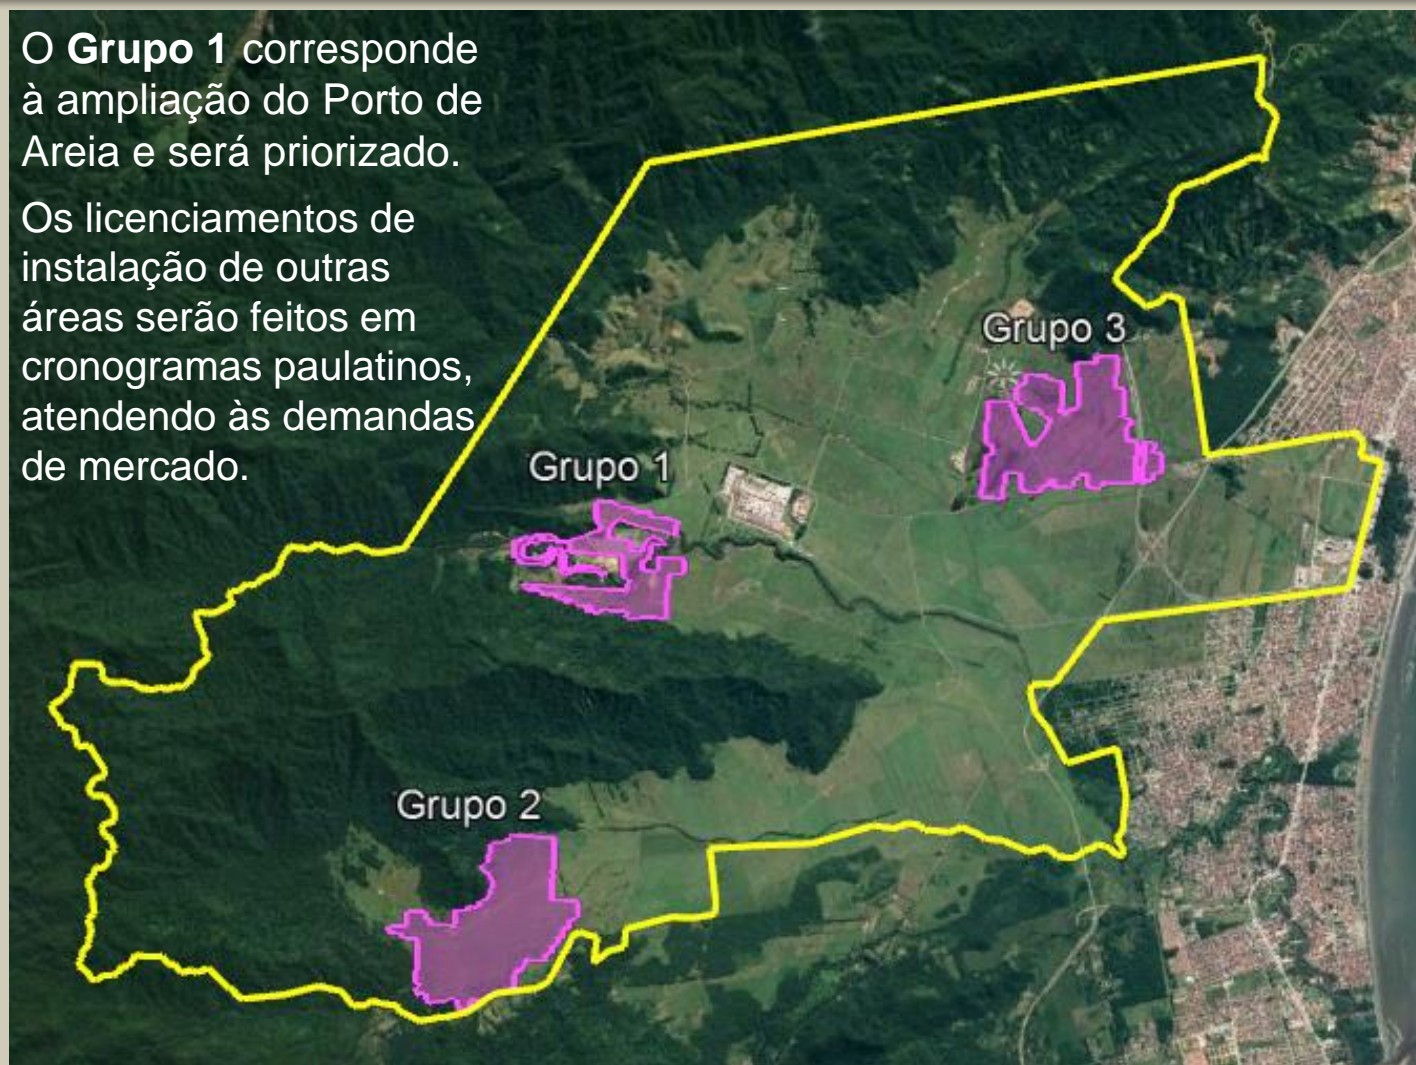 O Grupo 1 corresponde
à ampliação do Porto de
Areia e será priorizado.
Os licenciamentos de
instalação de outras
áreas serão feitos em
cronogramas paulatinos,
atendendo às demandas
de mercado.
Grupo 3
Grupo 1
Grupo 2